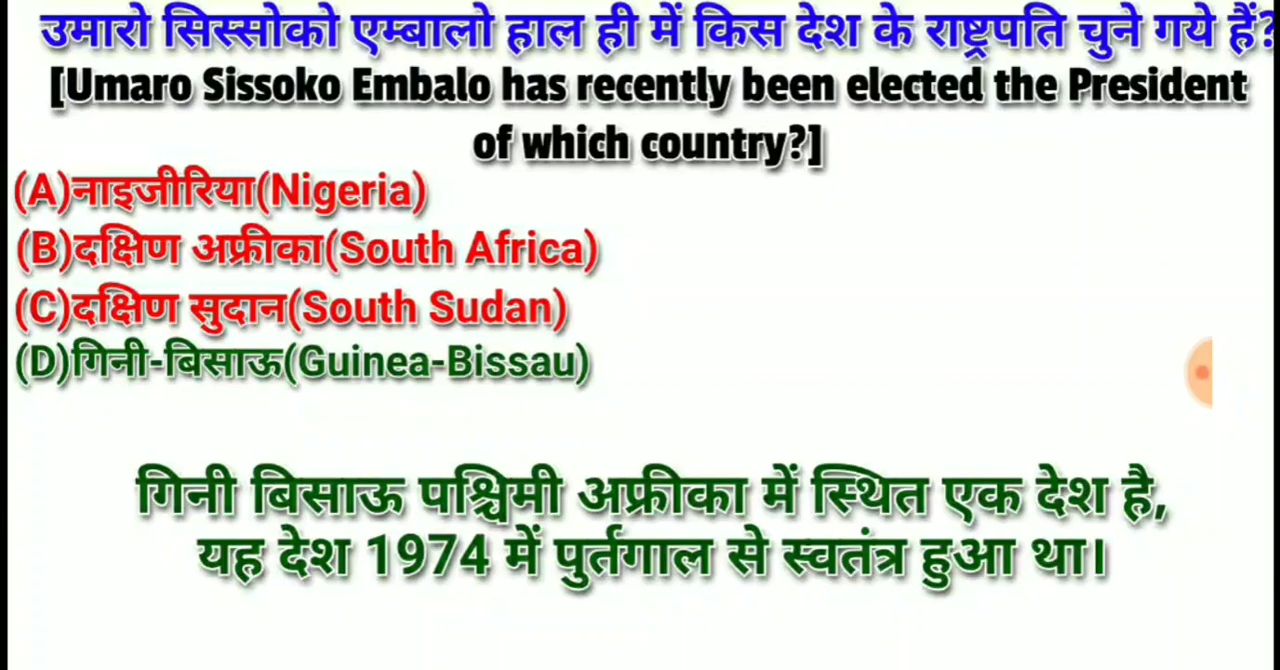 उमारो सिस्सोको एम्बालो हाल ही में किस देश के राष्ट्रपति चुने गये हैं?
[Umaro Sissoko Embalo has recently been elected the President
of which country?]
(A)नाइजीरिया(Nigeria)
(B)दक्षिण अफ्रीका(South Africa)
(C)दक्षिण सुदान(South Sudan)
(D)गिनी-बिसाऊ(Guinea-Bissau)
गिनी बिसाऊ पश्चिमी अफ्रीका में स्थित एक देश है,
यह देश 1974 में पुर्तगाल से स्वतंत्र हुआ था।